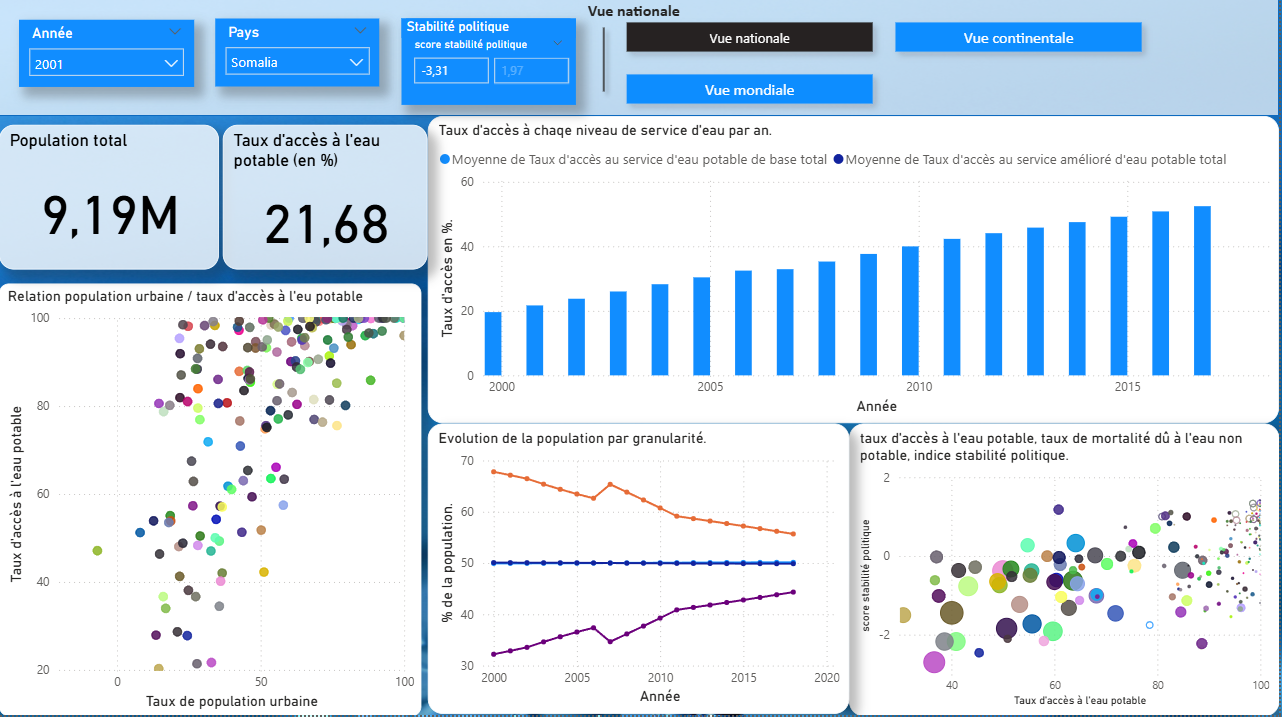 Vue nationale
Année
2001
Pays
Somalia
Stabilité politique
score stabilité politique
-3,31
1,97
Vue nationale
Vue continentale
Vue mondiale
Population total
9,19M
Taux d'accès à l'eau
potable (en %)
21,68
Taux d'accès à chaqe niveau de service d'eau par an.
Moyenne de Taux d'accès au service d'eau potable de base total
Moyenne de Taux d'accès au service amélioré d'eau potable total
Taux d'accès en %.
60
40
20
0
2000
2005
2010
2015
Année
Relation population urbaine / taux d'accès à l'eu potable
Taux d'accès à l'eau potable
100
80
60
40
20
0
50
100
Taux de population urbaine
Evolution de la population par granularité.
% de la population.
70
60
50
40
30
2000
2005
2010
2015
2020
Année
taux d'accès à l'eau potable, taux de mortalité dû à l'eau non
potable, indice stabilité politique.
score stabilité politique
2
0
-2
40
60
80
100
Taux d'accès à l'eau potable